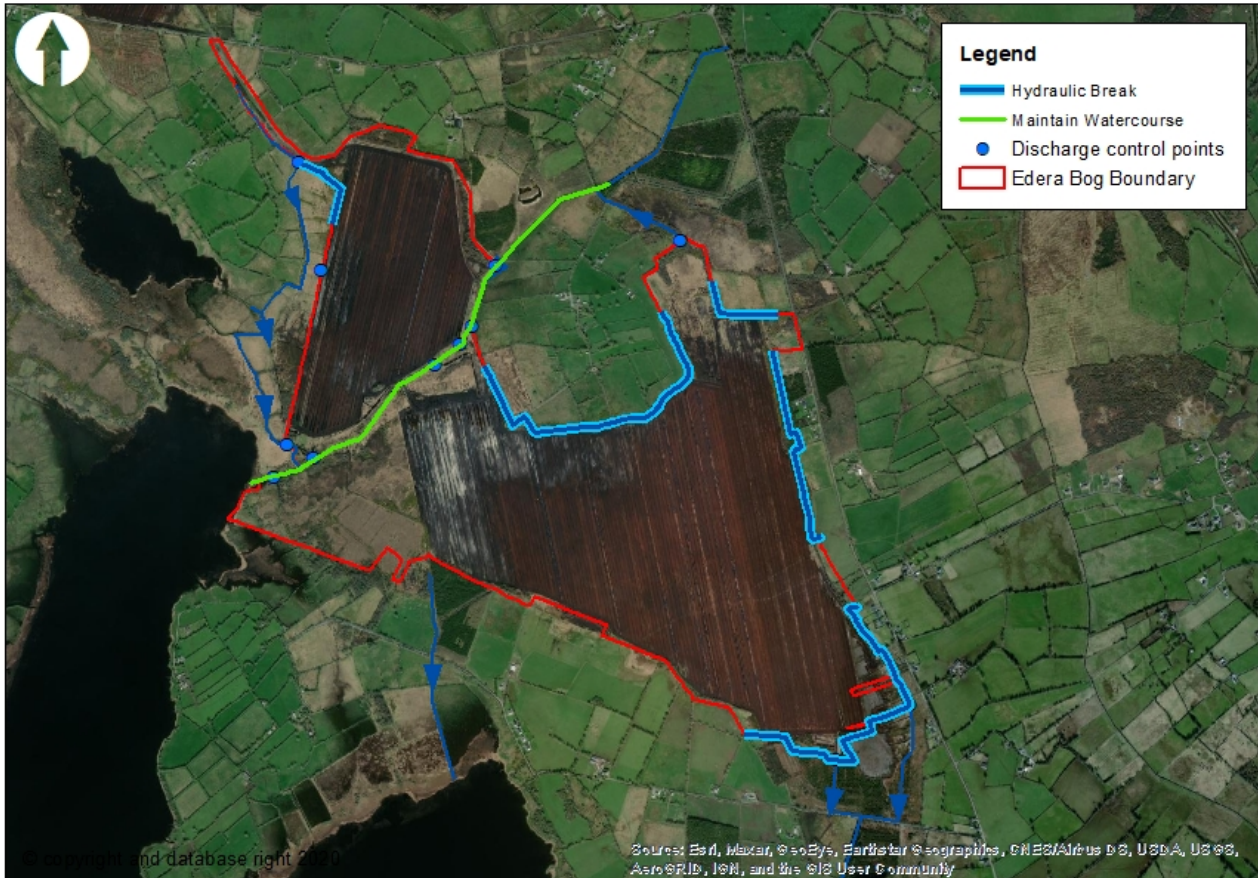 Legend
Hydraulic Break
Maintain Watercourse
Discharge control points
Edera Bog Boundary
© copyright and database right 2020
Source: Esri, Maxar, GeoEye, Earthstar Geographics, CNES/Airbus DS, USDA, USGS,
AeroGRID, IGN, and the GIS User Community